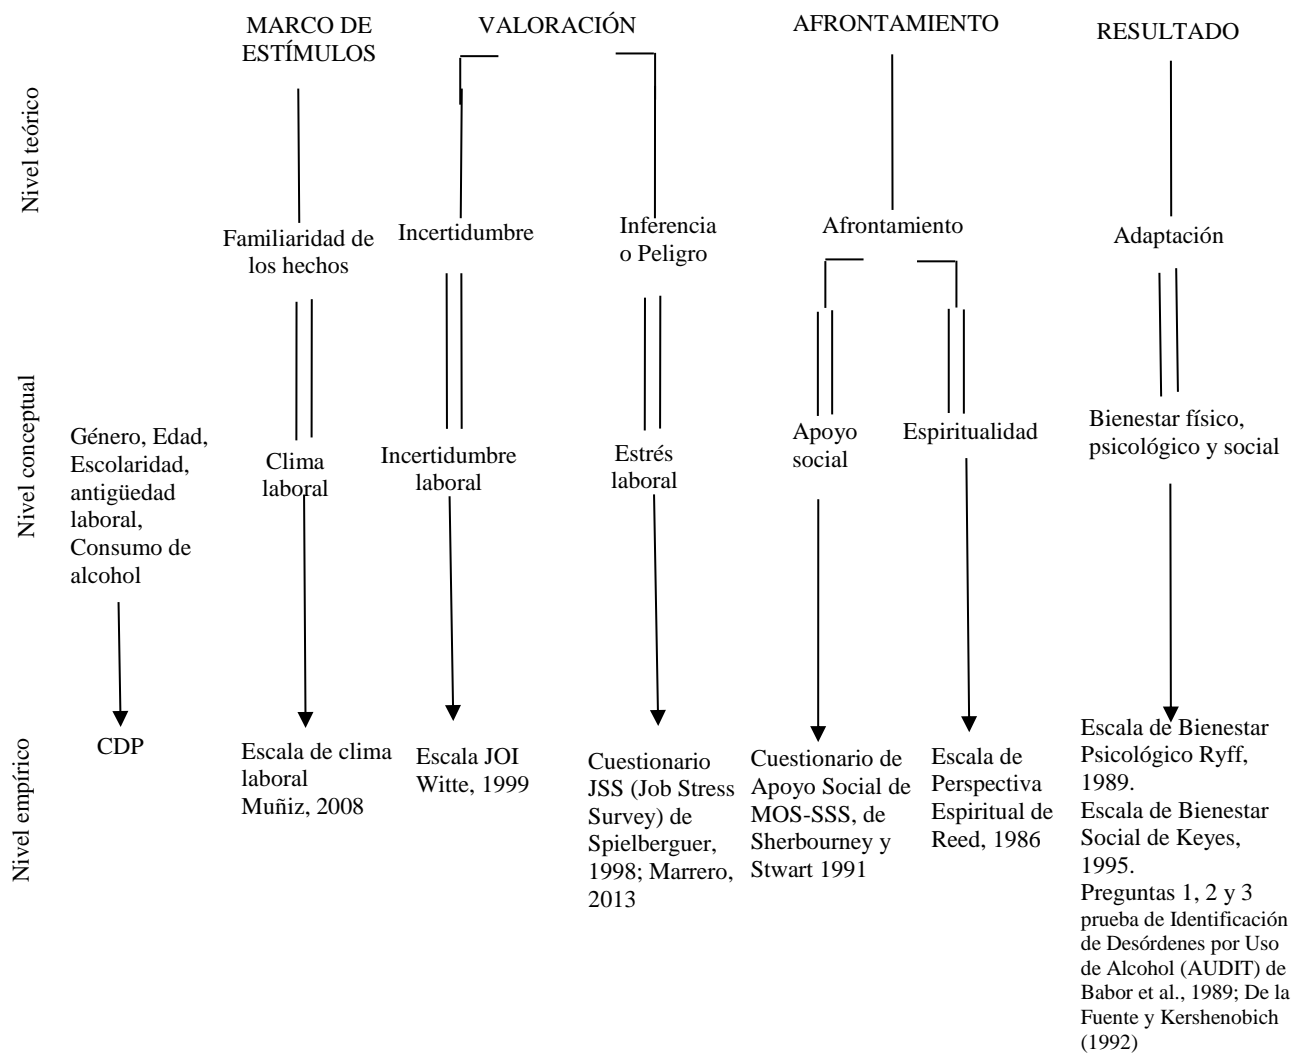 MARCO DE
ESTÍMULOS
VALORACIÓN
AFRONTAMIENTO
RESULTADO
Nivel teórico
Familiaridad de
los hechos
Incertidumbre
Inferencia
o Peligro
Afrontamiento
Adaptación
Nivel conceptual
Género, Edad,
Escolaridad,
antigüedad
laboral,
Consumo de
alcohol
Clima
laboral
Incertidumbre
laboral
Estrés
laboral
Apoyo
social
Espiritualidad
Bienestar físico,
psicológico y social
Nivel empírico
CDP
Escala de clima
laboral
Muñiz, 2008
Escala JOI
Witte, 1999
Cuestionario
JSS (Job Stress
Survey) de
Spielberguer,
1998; Marrero,
2013
Cuestionario de
Apoyo Social de
MOS-SSS, de
Sherbourney y
Stwart 1991
Escala de
Perspectiva
Espiritual de
Reed, 1986
Escala de Bienestar
Psicológico Ryff,
1989.
Escala de Bienestar
Social de Keyes,
1995.
Preguntas 1, 2 y 3
prueba de Identificación
de Desórdenes por Uso
de Alcohol (AUDIT) de
Babor et al., 1989; De la
Fuente y Kershenobich
(1992)